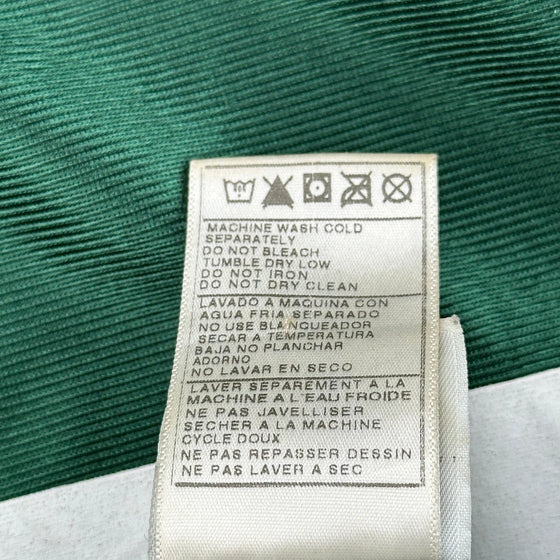 MACHINE WASH COLD
SEPARATELY
DO NOT BLEACH
TUMBLE DRY LOW
DO NOT IRON
DO NOT DRY CLEAN
LAVADO A MAQUINA CON
AGUA FRIA SEPARADO
NO USE BLANQUEADOR
SECAR A TEMPERATURA
BAJA NO PLANCHAR
ADORNO
NO LAVAR EN SECO
LAVER SEPARÉMENT A LA
MACHINE A L'EAU FROIDE
NE PAS JAVELLISER
SECHER A LA MACHINE
CYCLE DOUX
NE PAS REPASSER DESSIN
NE PAS LAVER A SEC